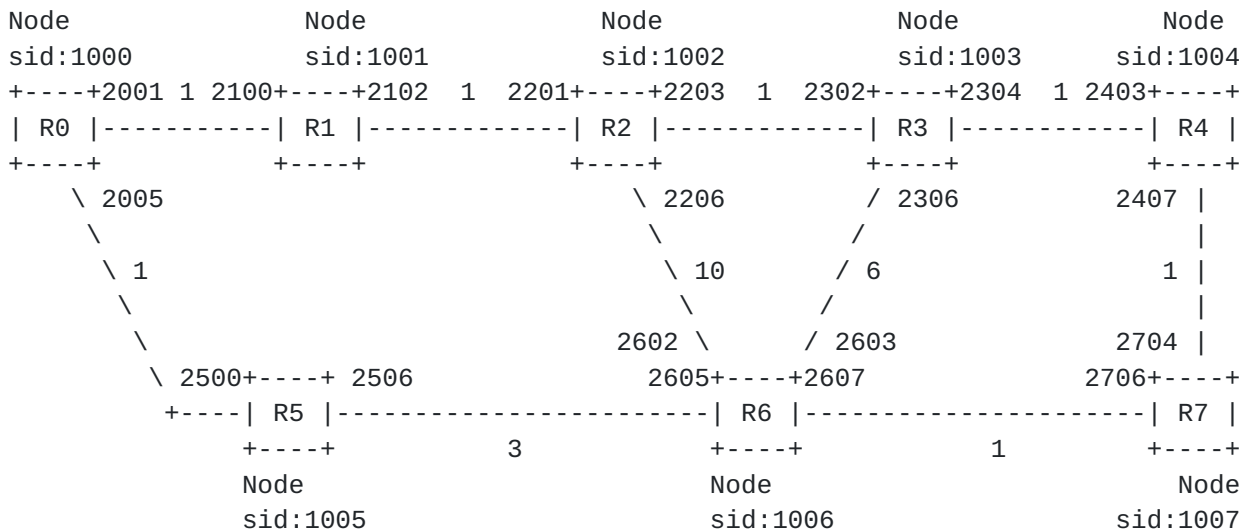 Node Node Node Node Node
sid:1000 sid:1001 sid:1002 sid:1003 sid:1004
+----+2001 1 2100+----+2102 1 2201+----+2203 1 2302+----+2304 1 2403+----+
| R0 |-----------| R1 |-------------| R2 |-------------| R3 |------------| R4 |
+----+ +----+ +----+ +----+ +----+
\ 2005 \ 2206 / 2306 2407 |
\ \ / |
\ 1 \ 10 / 6 1 |
\ \ / |
\ 2602 \ / 2603 2704 |
\ 2500+----+ 2506 2605+----+2607 2706+----+
+----| R5 |-----------------------| R6 |----------------------| R7 |
+----+ 3 +----+ 1 +----+
Node Node Node
sid:1005 sid:1006 sid:1007